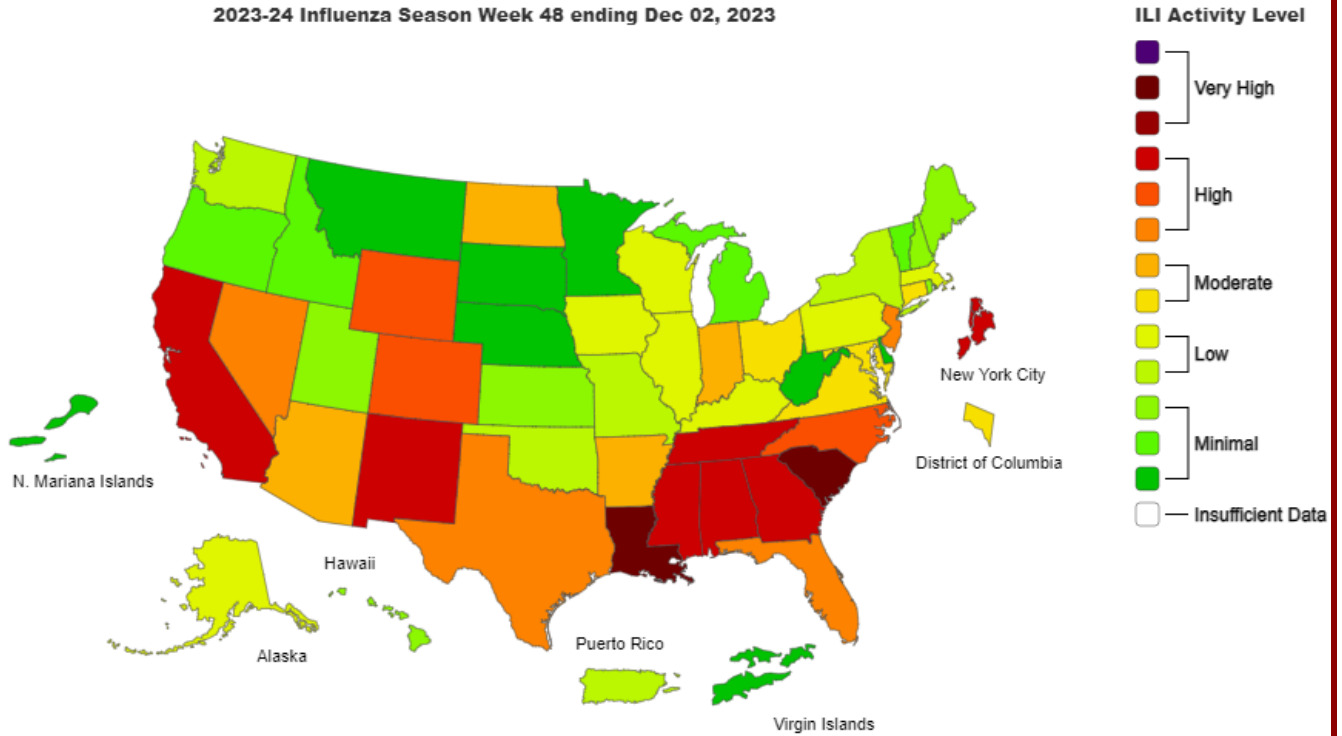 2023-24 Influenza Season Week 48 ending Dec 02, 2023
ILI Activity Level
Very High
High
Moderate
Low
Minimal
Insufficient Data
New York City
District of Columbia
N. Mariana Islands
Hawaii
Alaska
Puerto Rico
Virgin Islands